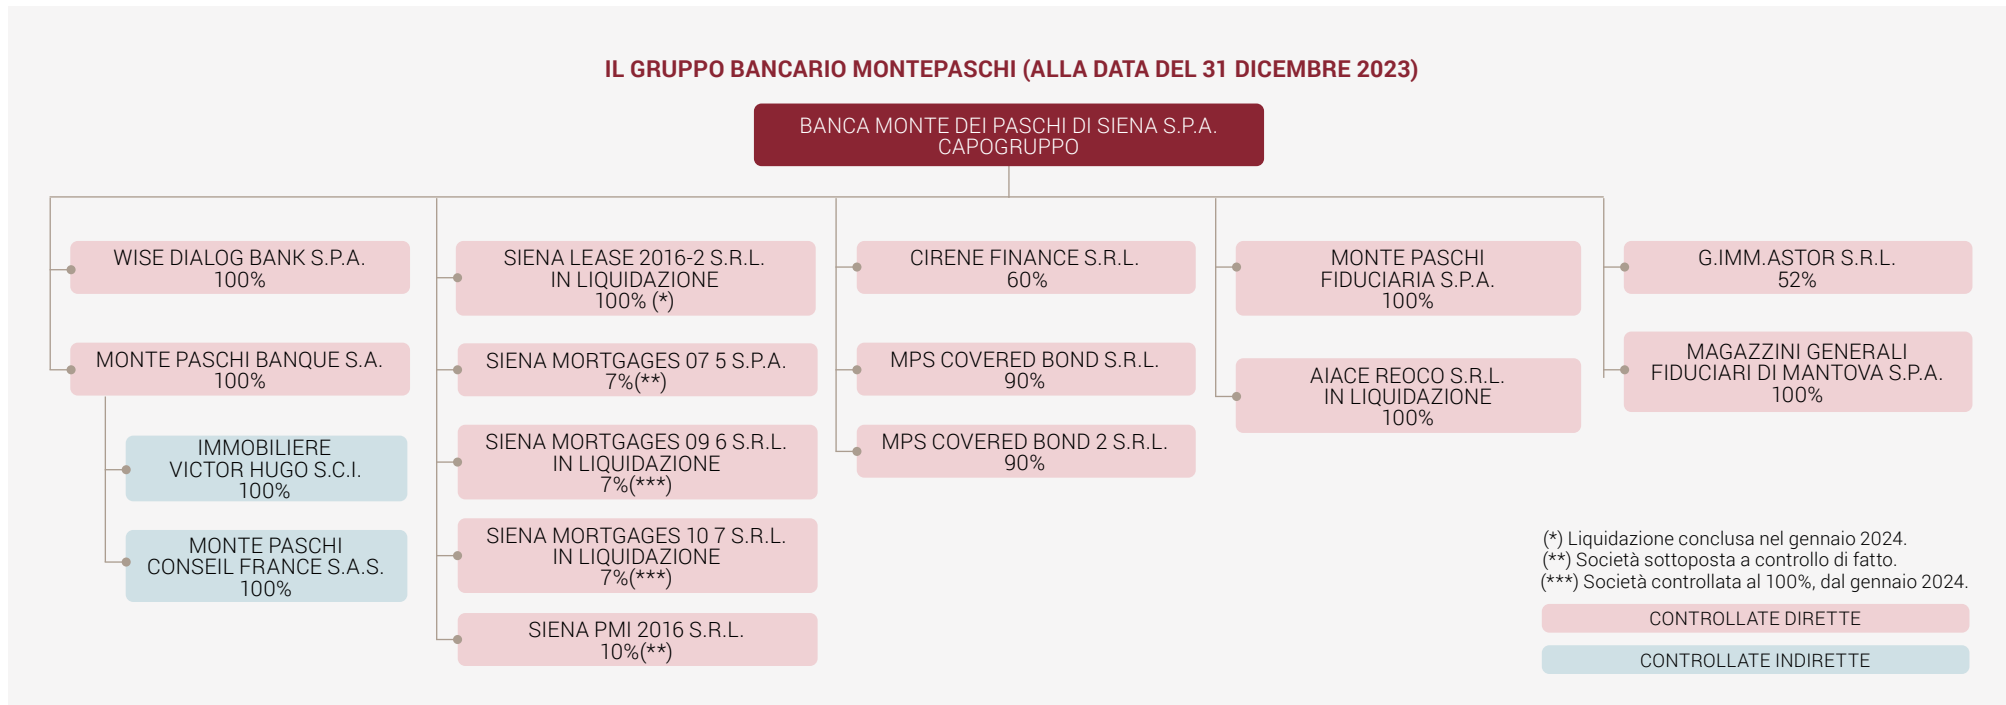 IL GRUPPO BANCARIO MONTEPASCHI (ALLA DATA DEL 31 DICEMBRE 2023)
BANCA MONTE DEI PASCHI DI SIENA S.P.A.
CAPOGRUPPO
WISE DIALOG BANK S.P.A.
100%
MONTE PASCHI BANQUE S.A.
100%
IMMOBILIERE
VICTOR HUGO S.C.I.
100%
MONTE PASCHI
CONSEIL FRANCE S.A.S.
100%
SIENA LEASE 2016-2 S.R.L.
IN LIQUIDAZIONE
100% (*)
SIENA MORTGAGES 07 5 S.P.A.
7%(**)
SIENA MORTGAGES 09 6 S.R.L.
IN LIQUIDAZIONE
7%(***)
SIENA MORTGAGES 10 7 S.R.L.
IN LIQUIDAZIONE
7%(***)
SIENA PMI 2016 S.R.L.
10%(**)
CIRENE FINANCE S.R.L.
60%
MPS COVERED BOND S.R.L.
90%
MPS COVERED BOND 2 S.R.L.
90%
MONTE PASCHI
FIDUCIARIA S.P.A.
100%
AIACE REOCO S.R.L.
IN LIQUIDAZIONE
100%
G.IMM.ASTOR S.R.L.
52%
MAGAZZINI GENERALI
FIDUCIARI DI MANTOVA S.P.A.
100%
(*) Liquidazione conclusa nel gennaio 2024.
(**) Società sottoposta a controllo di fatto.
(***) Società controllata al 100%, dal gennaio 2024.
CONTROLLATE DIRETTE
CONTROLLATE INDIRETTE